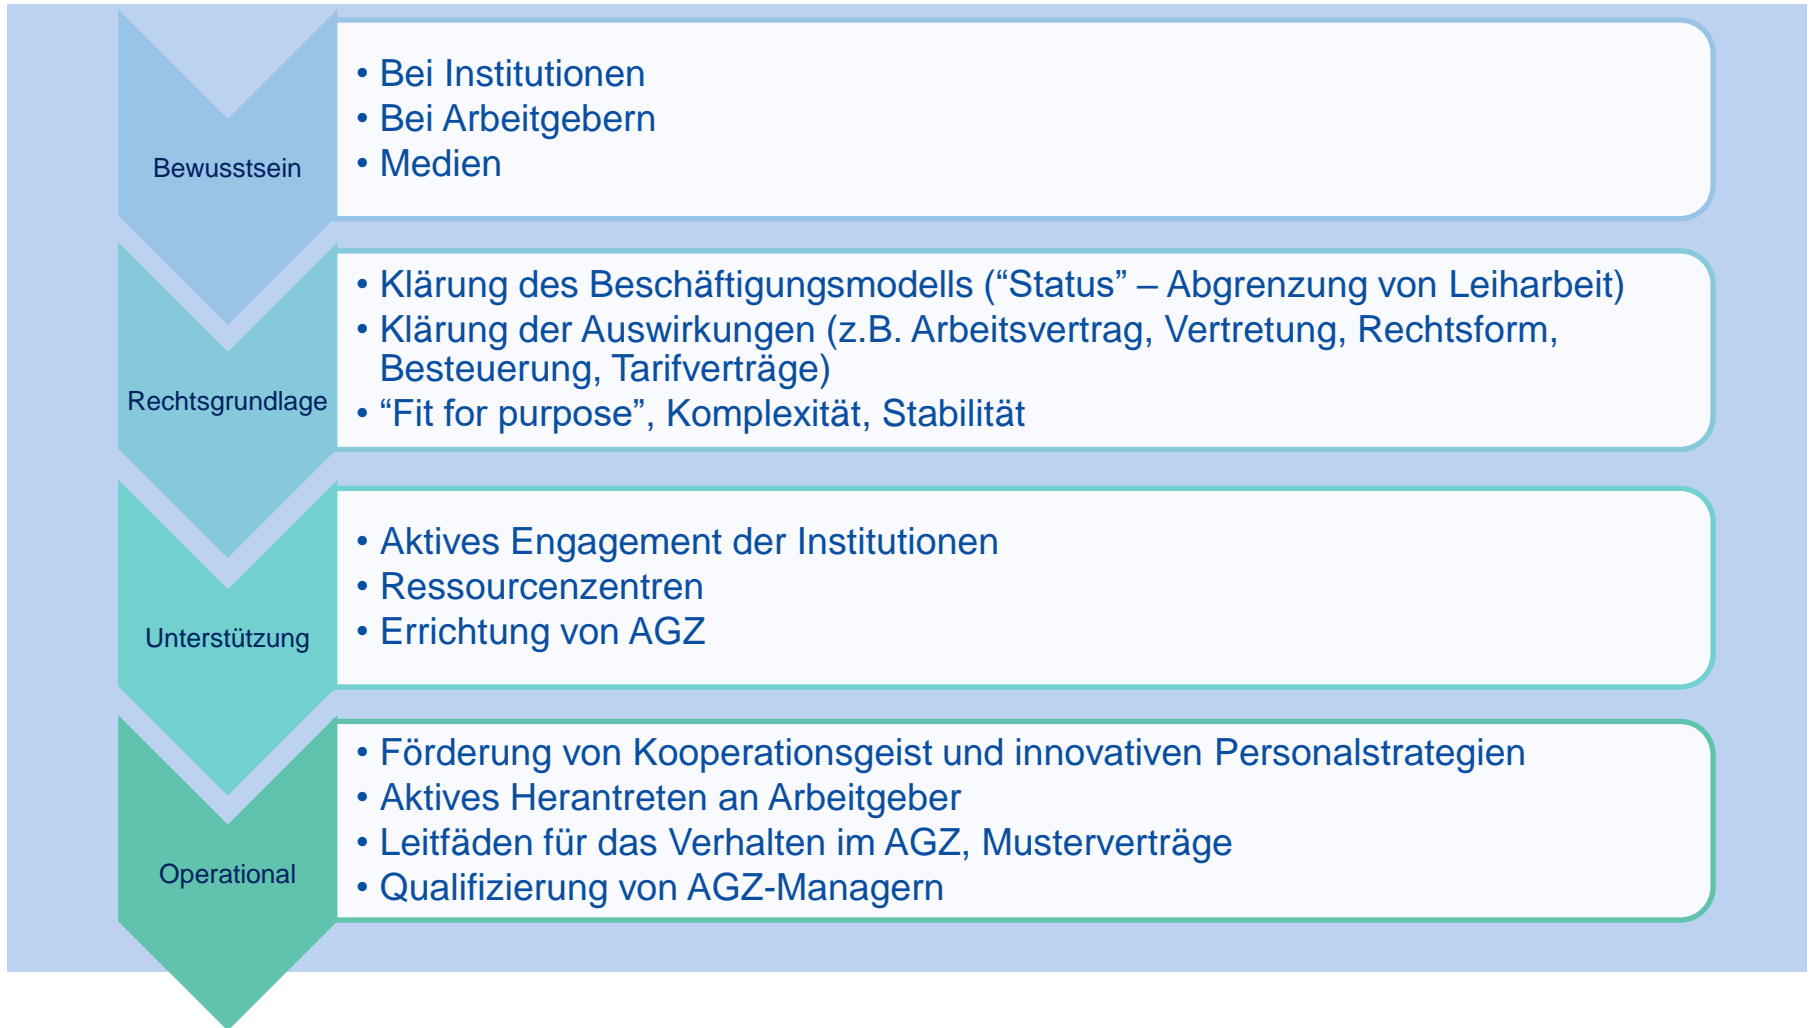 Bewusstsein
• Bei Institutionen
• Bei Arbeitgebern
• Medien
Rechtsgrundlage
• Klärung des Beschäftigungsmodells (“Status” – Abgrenzung von Leiharbeit)
• Klärung der Auswirkungen (z.B. Arbeitsvertrag, Vertretung, Rechtsform,
Besteuerung, Tarifverträge)
• “Fit for purpose”, Komplexität, Stabilität
Unterstützung
• Aktives Engagement der Institutionen
• Ressourcenzentren
• Errichtung von AGZ
Operational
• Förderung von Kooperationsgeist und innovativen Personalstrategien
• Aktives Herantreten an Arbeitgeber
• Leitfäden für das Verhalten im AGZ, Musterverträge
• Qualifizierung von AGZ-Managern